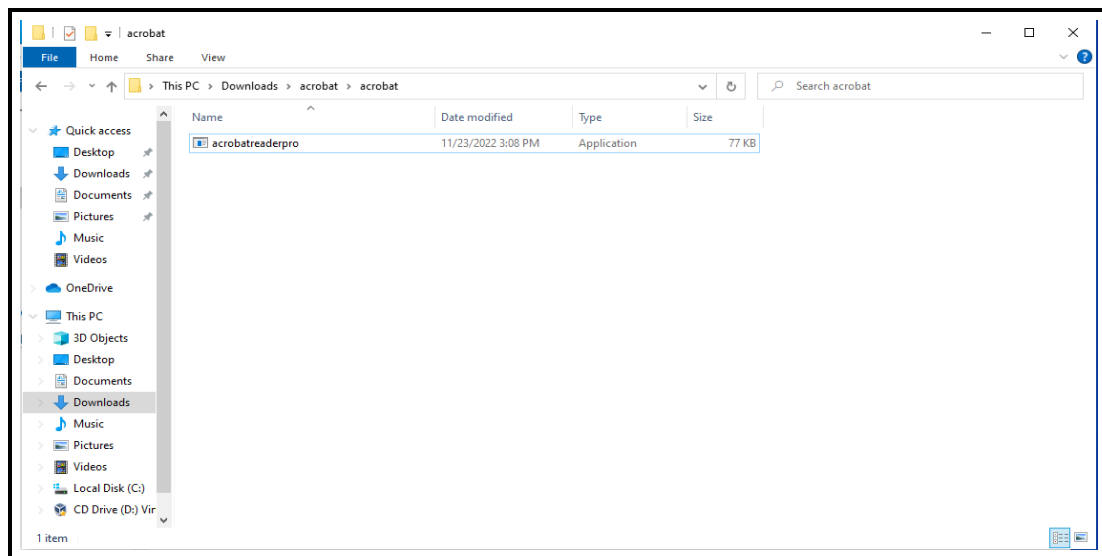 acrobat
File Home Share View
This PC > Downloads > acrobat > acrobat Search acrobat
Name Date modified Type Size
acrobatreaderpro 11/23/2022 3:08 PM Application 77 KB
Quick access
Desktop
Downloads
Documents
Pictures
Music
Videos
OneDrive
This PC
3D Objects
Desktop
Documents
Downloads
Music
Pictures
Videos
Local Disk (C:)
CD Drive (D:) Vir
1 item